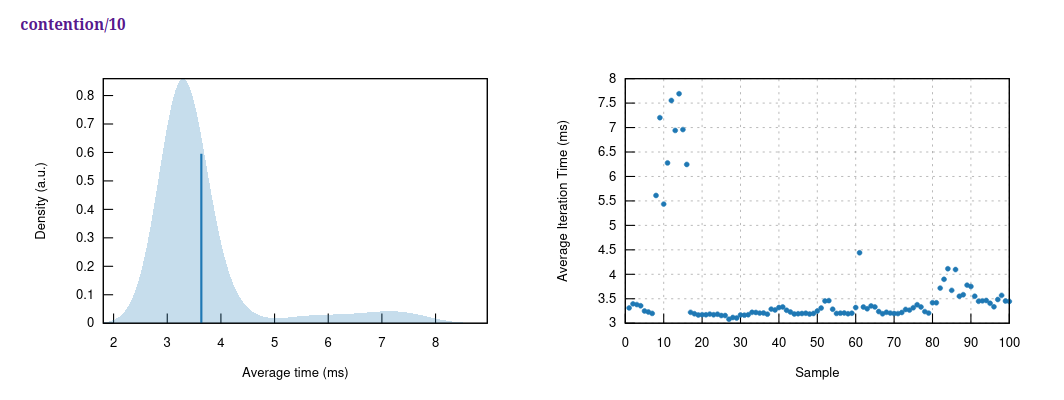 contention/10
Density (a.u.)
0.8
0.7
0.6
0.5
0.4
0.3
0.2
0.1
0
2 3 4 5 6 7 8
Average time (ms)
Average Iteration Time (ms)
8
7.5
7
6.5
6
5.5
5
4.5
4
3.5
3
0 10 20 30 40 50 60 70 80 90 100
Sample